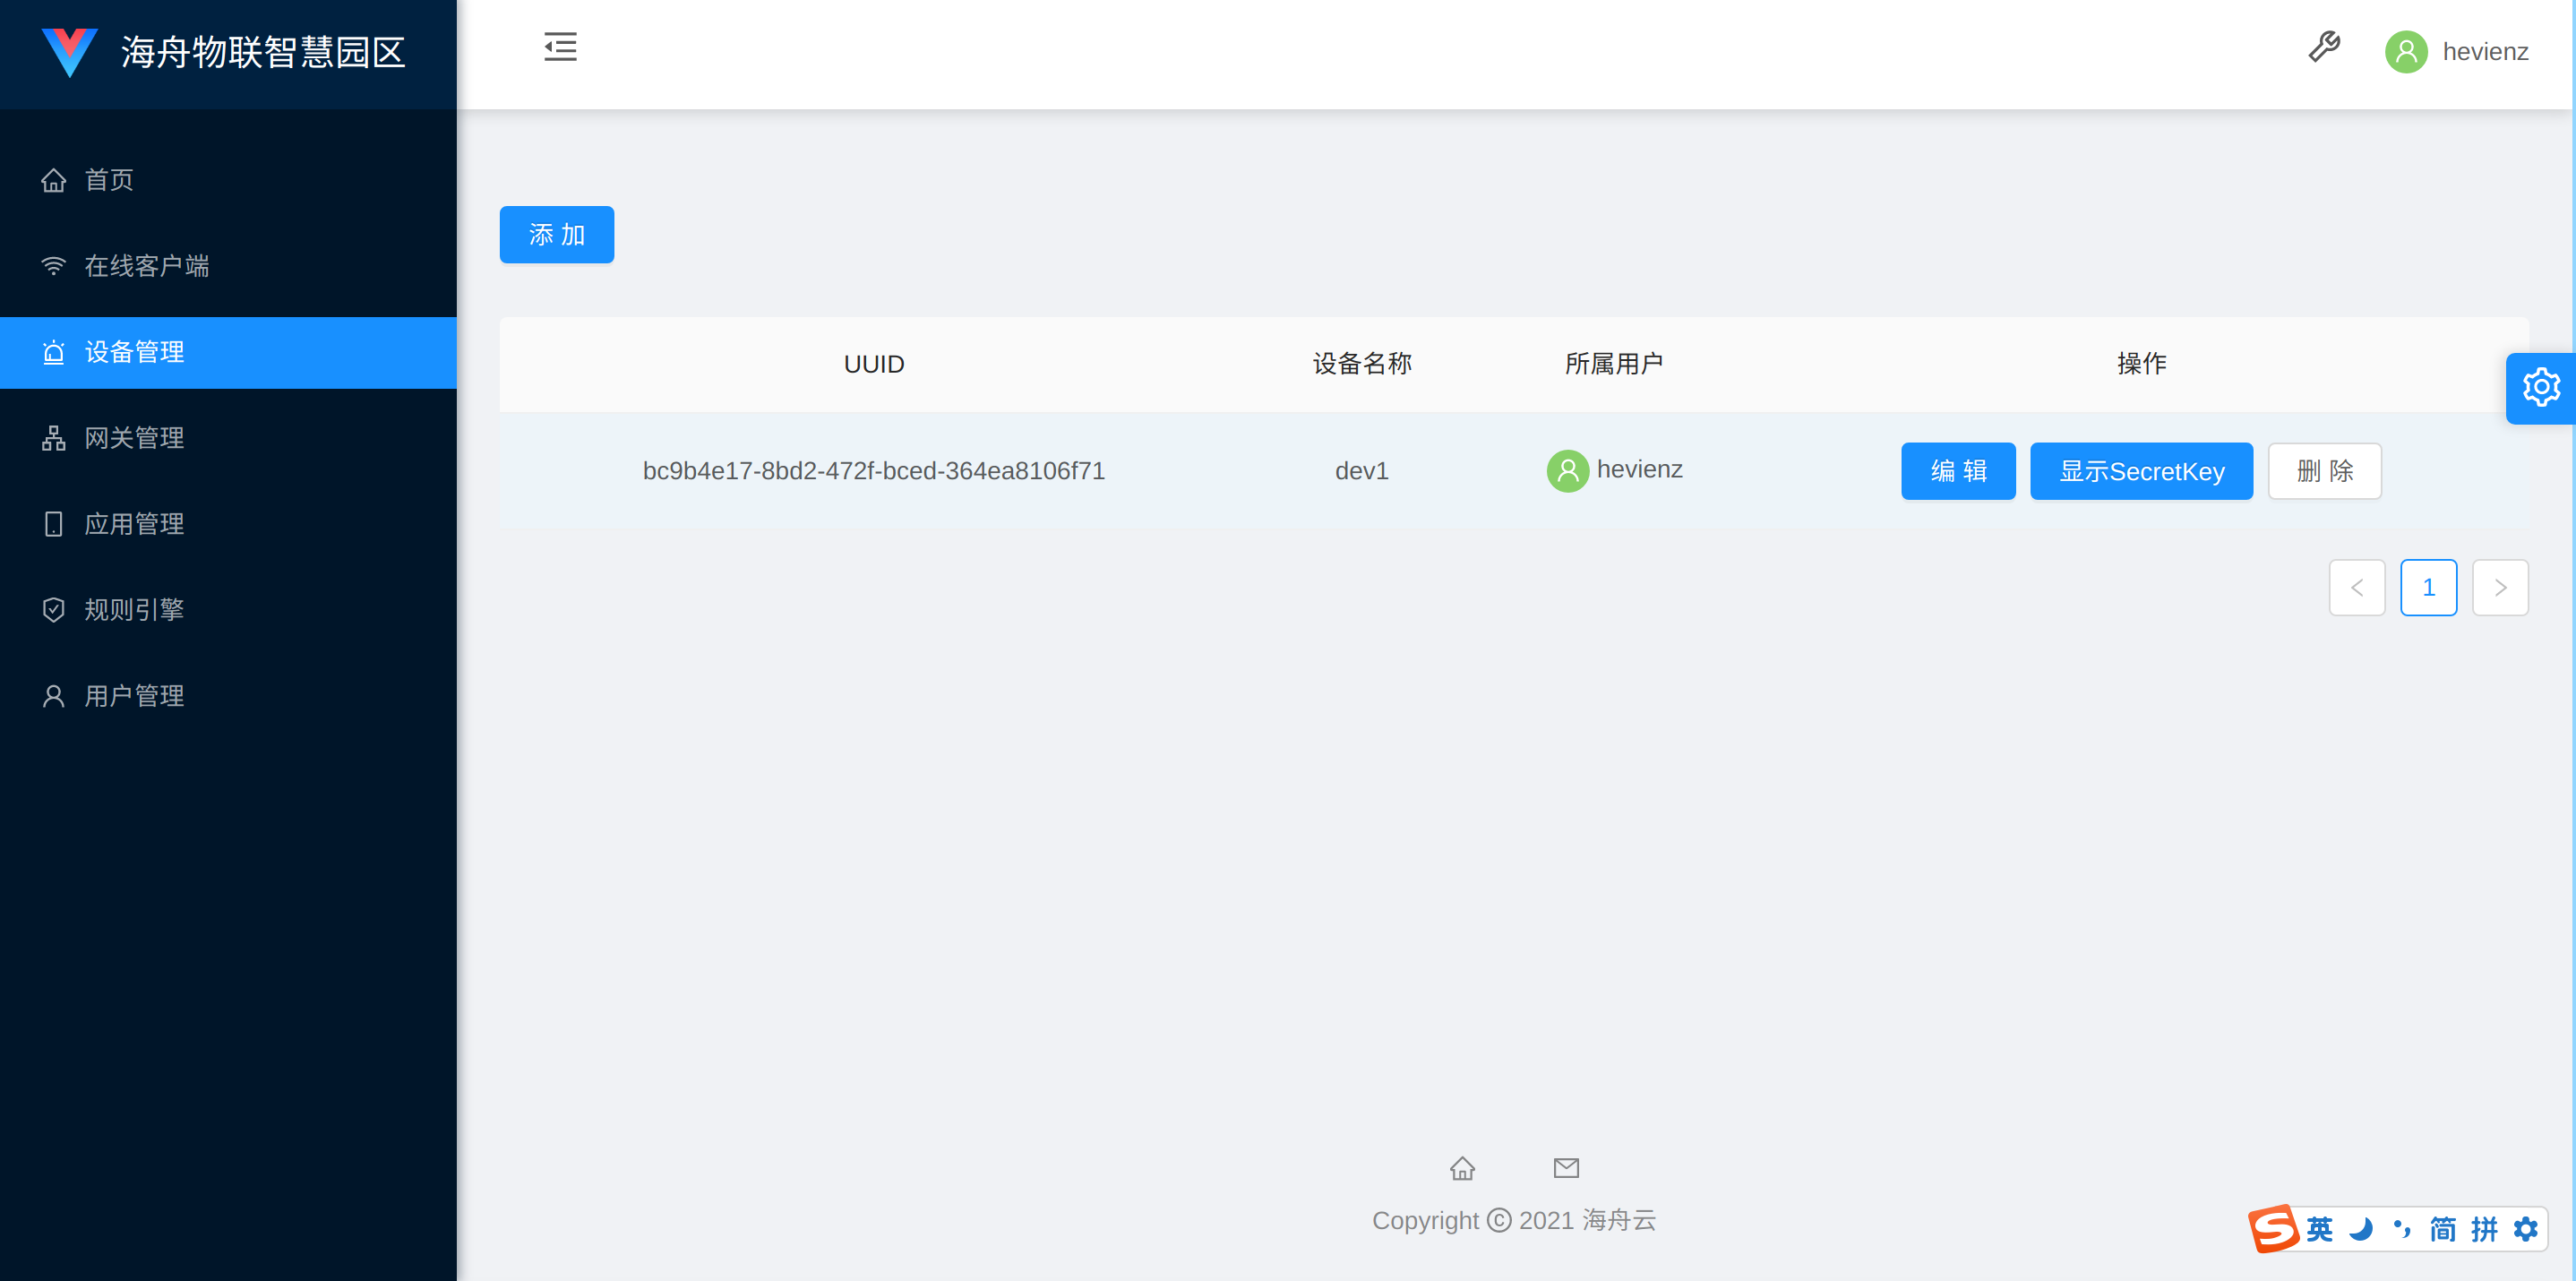 海舟物联智慧园区
hevienz
首页
在线客户端
设备管理
网关管理
应用管理
规则引擎
用户管理
添 加
UUID 设备名称 所属用户 操作
bc9b4e17-8bd2-472f-bced-364ea8106f71 dev1 hevienz 编 辑 显示SecretKey 删 除
1
Copyright © 2021 海舟云
英 简 拼